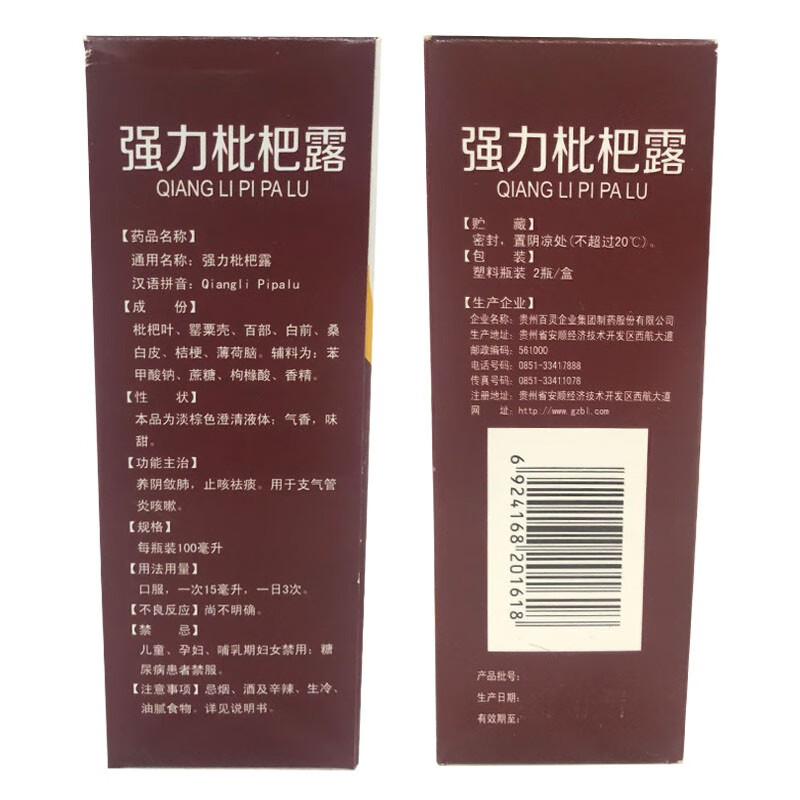 强力枇杷露
QIANG LI PI PA LU
【药品名称】
通用名称：强力枇杷露
汉语拼音：Qiangli Pipalu
【成　份】
枇杷叶、罂粟壳、百部、白前、桑
白皮、桔梗、薄荷脑。辅料为：苯
甲酸钠、蔗糖、枸橼酸、香精。
【性　状】
本品为淡棕色澄清液体；气香，味
甜。
【功能主治】
养阴敛肺，止咳祛痰。用于支气管
炎咳嗽。
【规格】
每瓶装100毫升
【用法用量】
口服，一次15毫升，一日3次。
【不良反应】尚不明确。
【禁　忌】
儿童、孕妇、哺乳期妇女禁用；糖
尿病患者禁服。
【注意事项】忌烟、酒及辛辣、生冷、
油腻食物。详见说明书。
强力枇杷露
QIANG LI PI PA LU
【贮　藏】
密封，置阴凉处(不超过20℃)。
【包　装】
塑料瓶装 2瓶/盒
【生产企业】
企业名称：贵州百灵企业集团制药股份有限公司
生产地址：贵州省安顺经济技术开发区西航大道
邮政编码：561000
电话号码：0851-33417888
传真号码：0851-33411078
注册地址：贵州省安顺经济技术开发区西航大道
网　址：http://www.gzbl.com
6924168201618
产品批号：
生产日期：
有效期至：